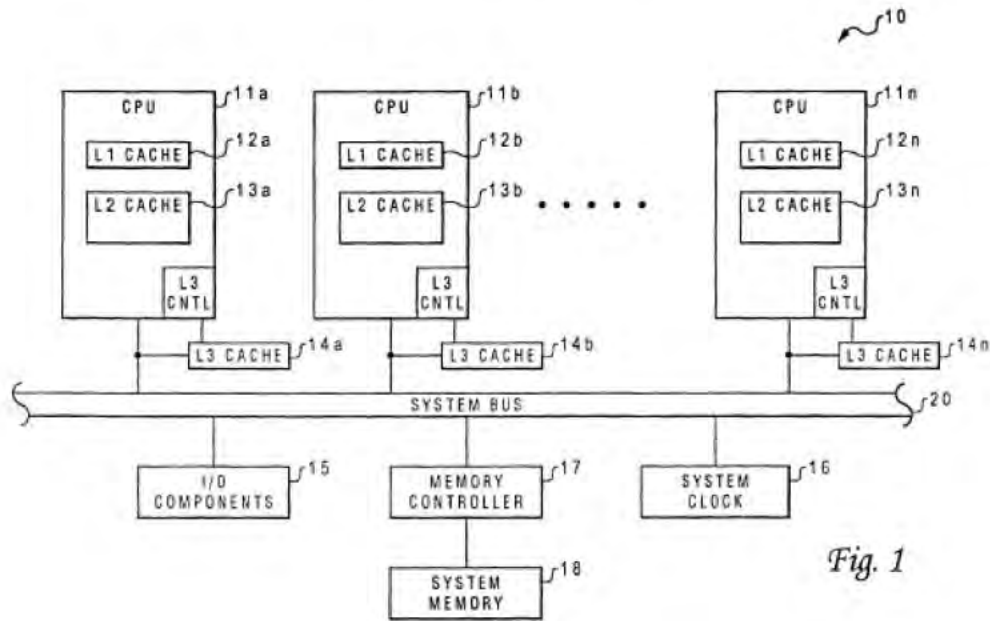 10
CPU
11a
L1 CACHE
12a
L2 CACHE
13a
L3
CNTL
L3 CACHE
14a
CPU
11b
L1 CACHE
12b
L2 CACHE
13b
L3
CNTL
L3 CACHE
14b
CPU
11n
L1 CACHE
12n
L2 CACHE
13n
L3
CNTL
L3 CACHE
14n
SYSTEM BUS
20
I/O
COMPONENTS
15
MEMORY
CONTROLLER
17
SYSTEM
CLOCK
16
SYSTEM
MEMORY
18
Fig. 1